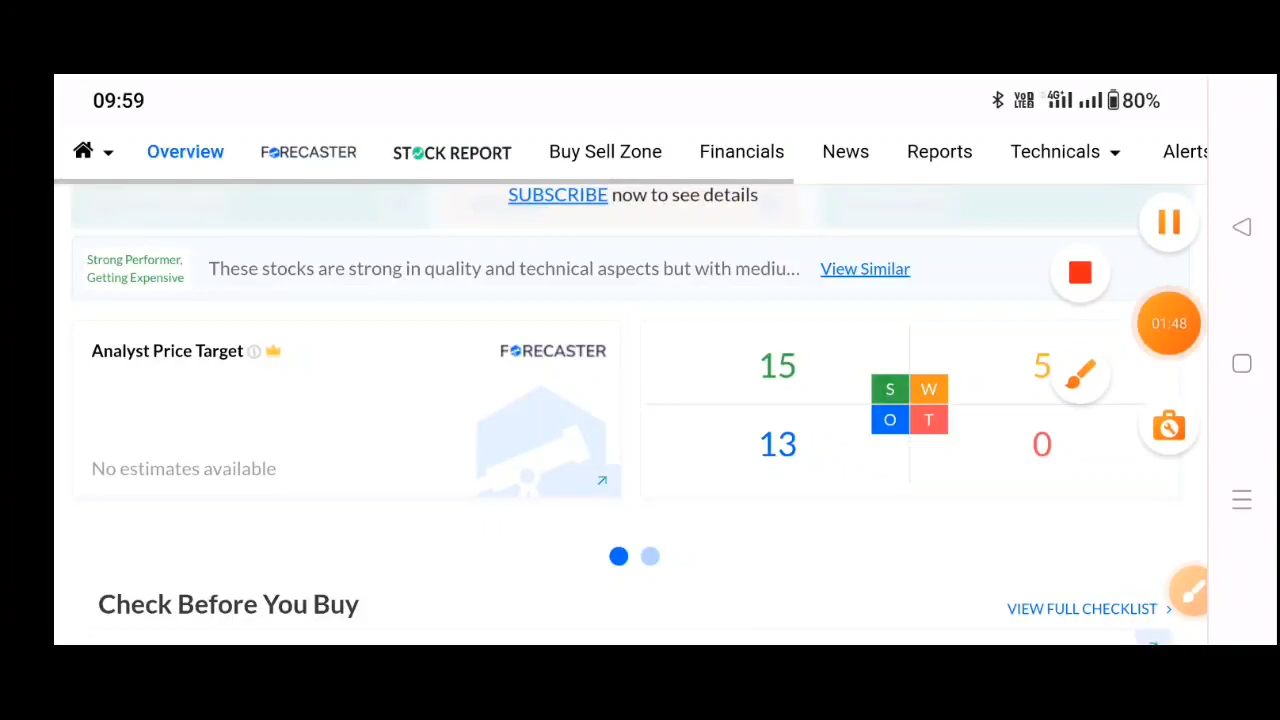 09:59
VoD LTE2 4G+ 80%
Overview FORECASTER STOCK REPORT Buy Sell Zone Financials News Reports Technicals Alerts
SUBSCRIBE now to see details
Strong Performer,
Getting Expensive
These stocks are strong in quality and technical aspects but with mediu... View Similar
01:48
Analyst Price Target FORECASTER
No estimates available
15 5
S W
O T
13 0
Check Before You Buy
VIEW FULL CHECKLIST